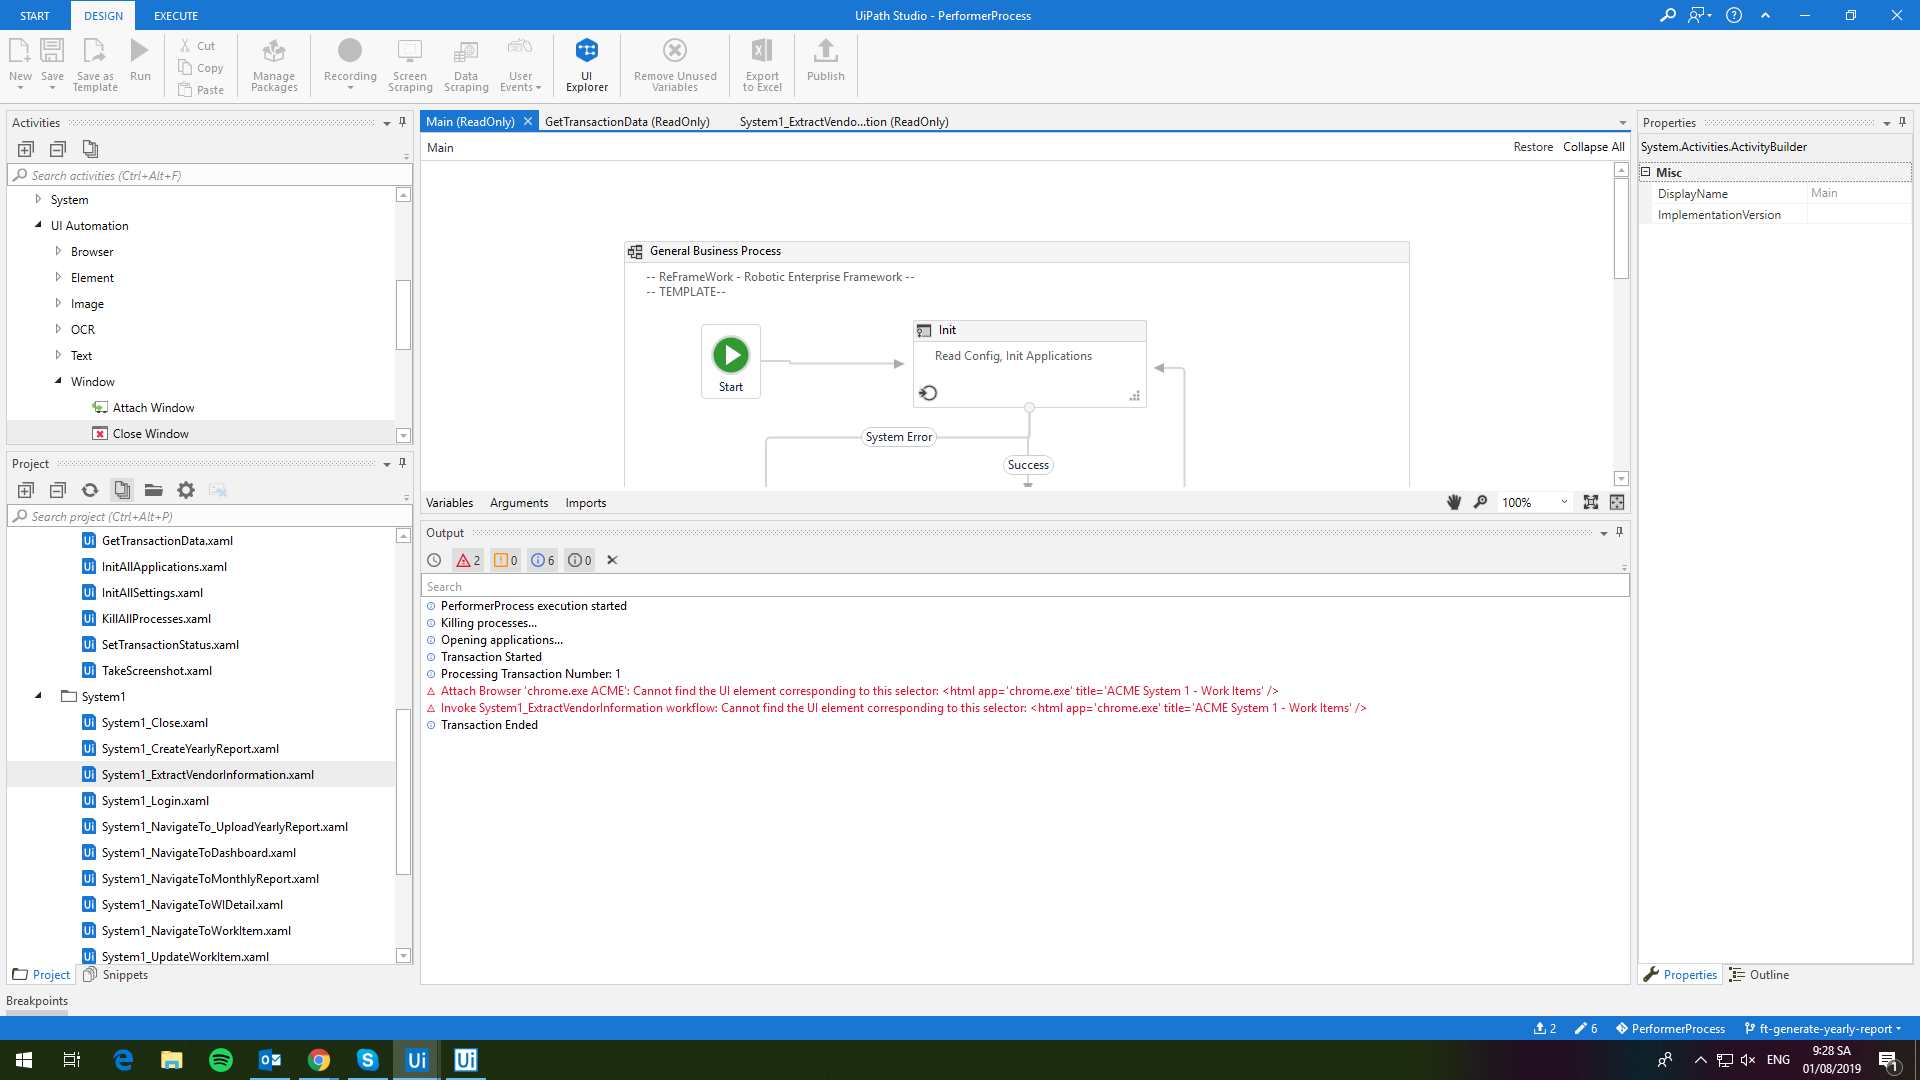 START DESIGN EXECUTE
UiPath Studio - PerformerProcess
New
Save
Save as Template
Run
Cut
Copy
Paste
Manage Packages
Recording
Screen Scraping
Data Scraping
User Events
UI Explorer
Remove Unused Variables
Export to Excel
Publish
Activities
Search activities (Ctrl+Alt+F)
System
UI Automation
Browser
Element
Image
OCR
Text
Window
Attach Window
Close Window
Project
Search project (Ctrl+Alt+P)
GetTransactionData.xaml
InitAllApplications.xaml
InitAllSettings.xaml
KillAllProcesses.xaml
SetTransactionStatus.xaml
TakeScreenshot.xaml
System1
System1_Close.xaml
System1_CreateYearlyReport.xaml
System1_ExtractVendorInformation.xaml
System1_Login.xaml
System1_NavigateTo_UploadYearlyReport.xaml
System1_NavigateToDashboard.xaml
System1_NavigateToMonthlyReport.xaml
System1_NavigateToWIDetail.xaml
System1_NavigateToWorkItem.xaml
System1_UpdateWorkItem.xaml
Project Snippets
Breakpoints
Main (ReadOnly) GetTransactionData (ReadOnly) System1_ExtractVendo...tion (ReadOnly)
Main Restore Collapse All
General Business Process
-- ReFrameWork - Robotic Enterprise Framework --
-- TEMPLATE--
Start
Init
Read Config, Init Applications
System Error
Success
Variables Arguments Imports 100%
Output
2 0 6 0
Search
PerformerProcess execution started
Killing processes...
Opening applications...
Transaction Started
Processing Transaction Number: 1
Attach Browser 'chrome.exe ACME': Cannot find the UI element corresponding to this selector: <html app='chrome.exe' title='ACME System 1 - Work Items' />
Invoke System1_ExtractVendorInformation workflow: Cannot find the UI element corresponding to this selector: <html app='chrome.exe' title='ACME System 1 - Work Items' />
Transaction Ended
Properties
System.Activities.ActivityBuilder
Misc
DisplayName Main
ImplementationVersion
Properties Outline
2 6 PerformerProcess ft-generate-yearly-report
ENG
9:28 SA
01/08/2019
1